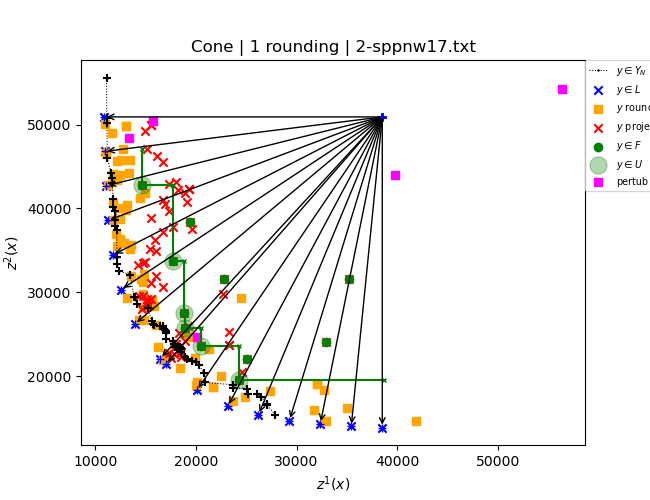 Cone | 1 rounding | 2-sppnw17.txt
z²(x)
50000
40000
30000
20000
10000 20000 30000 40000 50000
z¹(x)
y ∈ Y_N
y ∈ L
y roun
y proje
y ∈ F
y ∈ U
pertub